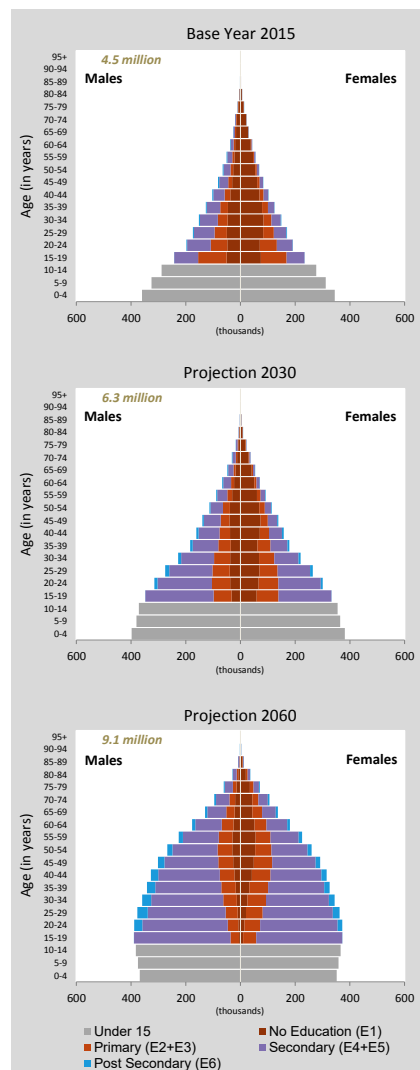 Base Year 2015
4.5 million
Males
Females
Age (in years)
95+
90-94
85-89
80-84
75-79
70-74
65-69
60-64
55-59
50-54
45-49
40-44
35-39
30-34
25-29
20-24
15-19
10-14
5-9
0-4
600 400 200 0 200 400 600
(thousands)
Projection 2030
6.3 million
Males
Females
Age (in years)
95+
90-94
85-89
80-84
75-79
70-74
65-69
60-64
55-59
50-54
45-49
40-44
35-39
30-34
25-29
20-24
15-19
10-14
5-9
0-4
600 400 200 0 200 400 600
(thousands)
Projection 2060
9.1 million
Males
Females
Age (in years)
95+
90-94
85-89
80-84
75-79
70-74
65-69
60-64
55-59
50-54
45-49
40-44
35-39
30-34
25-29
20-24
15-19
10-14
5-9
0-4
600 400 200 0 200 400 600
(thousands)
Under 15
No Education (E1)
Primary (E2+E3)
Secondary (E4+E5)
Post Secondary (E6)